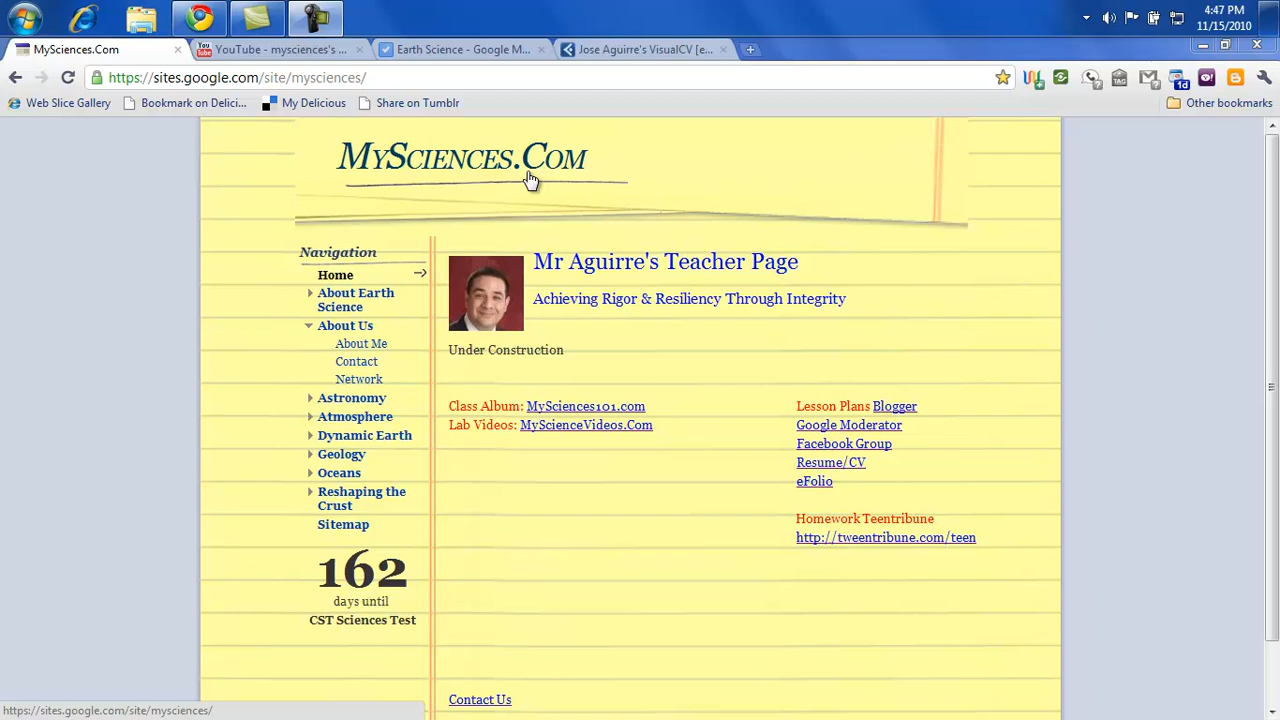 4:47 PM
11/15/2010
MySciences.Com
YouTube - mysciences's ...
Earth Science - Google M...
Jose Aguirre's VisualCV [e...
https://sites.google.com/site/mysciences/
1d
Web Slice Gallery
Bookmark on Delici...
My Delicious
Share on Tumblr
Other bookmarks
MySciences.Com
Navigation
Home
About Earth
Science
About Us
About Me
Contact
Network
Astronomy
Atmosphere
Dynamic Earth
Geology
Oceans
Reshaping the
Crust
Sitemap
162
days until
CST Sciences Test
Mr Aguirre's Teacher Page
Achieving Rigor & Resiliency Through Integrity
Under Construction
Class Album: MySciences101.com
Lab Videos: MyScienceVideos.Com
Lesson Plans Blogger
Google Moderator
Facebook Group
Resume/CV
eFolio
Homework Teentribune
http://tweentribune.com/teen
Contact Us
https://sites.google.com/site/mysciences/